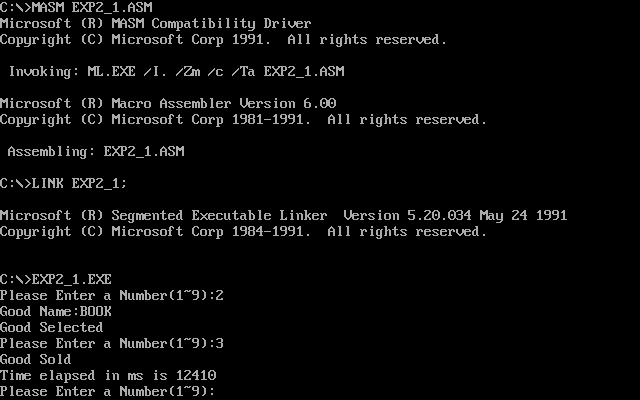 C:\>MASM EXP2_1.ASM
Microsoft (R) MASM Compatibility Driver
Copyright (C) Microsoft Corp 1991.  All rights reserved.
Invoking: ML.EXE /I. /Zm /c /Ta EXP2_1.ASM
Microsoft (R) Macro Assembler Version 6.00
Copyright (C) Microsoft Corp 1981-1991.  All rights reserved.
Assembling: EXP2_1.ASM
C:\>LINK EXP2_1;
Microsoft (R) Segmented Executable Linker  Version 5.20.034 May 24 1991
Copyright (C) Microsoft Corp 1984-1991.  All rights reserved.
C:\>EXP2_1.EXE
Please Enter a Number(1~9):2
Good Name:BOOK
Good Selected
Please Enter a Number(1~9):3
Good Sold
Time elapsed in ms is 12410
Please Enter a Number(1~9):